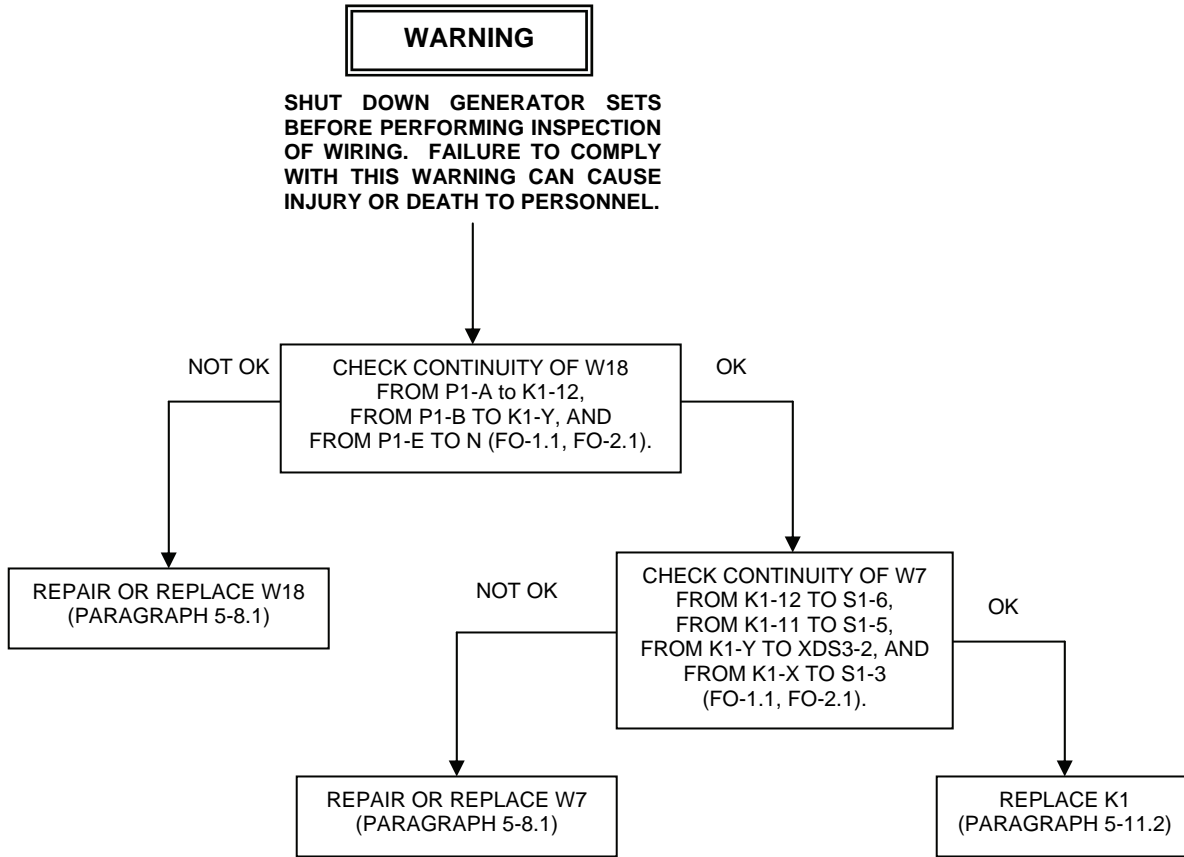 WARNING
SHUT DOWN GENERATOR SETS
BEFORE PERFORMING INSPECTION
OF WIRING. FAILURE TO COMPLY
WITH THIS WARNING CAN CAUSE
INJURY OR DEATH TO PERSONNEL.
NOT OK
CHECK CONTINUITY OF W18
FROM P1-A to K1-12,
FROM P1-B TO K1-Y, AND
FROM P1-E TO N (FO-1.1, FO-2.1).
OK
REPAIR OR REPLACE W18
(PARAGRAPH 5-8.1)
NOT OK
CHECK CONTINUITY OF W7
FROM K1-12 TO S1-6,
FROM K1-11 TO S1-5,
FROM K1-Y TO XDS3-2, AND
FROM K1-X TO S1-3
(FO-1.1, FO-2.1).
OK
REPAIR OR REPLACE W7
(PARAGRAPH 5-8.1)
REPLACE K1
(PARAGRAPH 5-11.2)